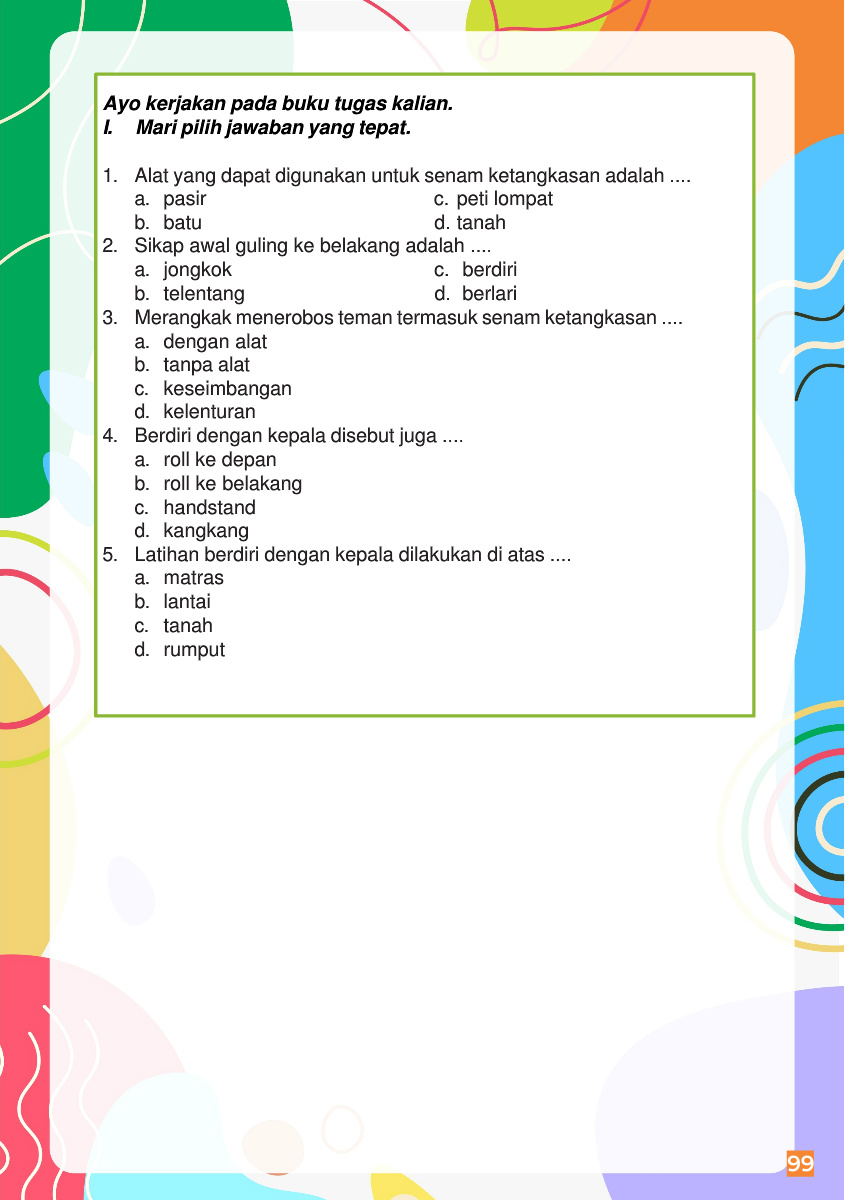 Ayo kerjakan pada buku tugas kalian.
I. Mari pilih jawaban yang tepat.
1. Alat yang dapat digunakan untuk senam ketangkasan adalah ....
a. pasir c. peti lompat
b. batu d. tanah
2. Sikap awal guling ke belakang adalah ....
a. jongkok c. berdiri
b. telentang d. berlari
3. Merangkak menerobos teman termasuk senam ketangkasan ....
a. dengan alat
b. tanpa alat
c. keseimbangan
d. kelenturan
4. Berdiri dengan kepala disebut juga ....
a. roll ke depan
b. roll ke belakang
c. handstand
d. kangkang
5. Latihan berdiri dengan kepala dilakukan di atas ....
a. matras
b. lantai
c. tanah
d. rumput
99